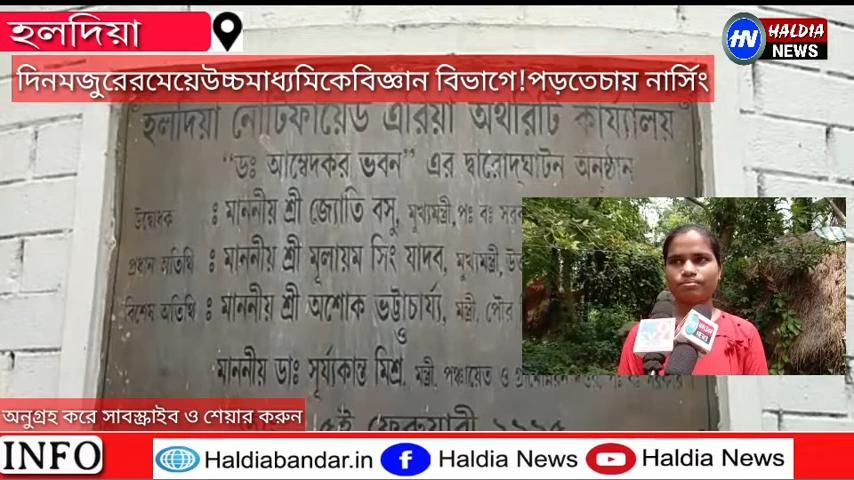 হলদিয়া
HN HALDIA NEWS
দিনমজুরেরমেয়েউচ্চমাধ্যমিকেবিজ্ঞান বিভাগে!পড়তেচায় নার্সিং
হলদিয়া নোটিফায়েড এরিয়া অথরিটি কার্য্যালয়
"ডঃ আম্বেদকর ভবন" এর দ্বারোদ্ঘাটন অনুষ্ঠান
উদ্বোধক : মাননীয় শ্রী জ্যোতি বসু, মুখ্যমন্ত্রী, পঃ বঃ
প্রধান অতিথি : মাননীয় শ্রী মূলায়ম সিং যাদব, মুখ্যমন্ত্রী,
বিশেষ অতিথি : মাননীয় শ্রী অশোক ভট্টাচার্য্য, মন্ত্রী, পৌর
ও
মাননীয় ডাঃ সূর্য্যকান্ত মিশ্র, মন্ত্রী, পঞ্চায়েত ও
HALDIA NEWS
অনুগ্রহ করে সাবস্ক্রাইব ও শেয়ার করুন
INFO Haldiabandar.in Haldia News Haldia News